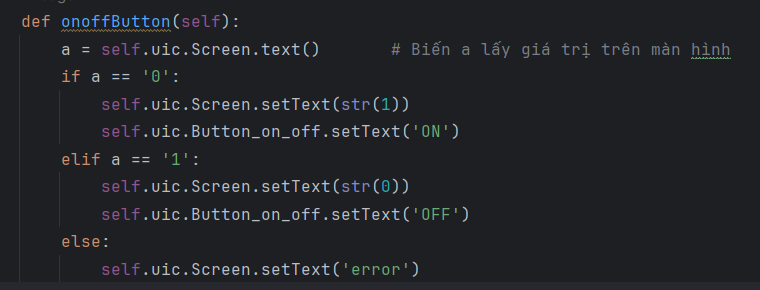 def onoffButton(self):
    a = self.uic.Screen.text()       # Biến a lấy giá trị trên màn hình
    if a == '0':
        self.uic.Screen.setText(str(1))
        self.uic.Button_on_off.setText('ON')
    elif a == '1':
        self.uic.Screen.setText(str(0))
        self.uic.Button_on_off.setText('OFF')
    else:
        self.uic.Screen.setText('error')